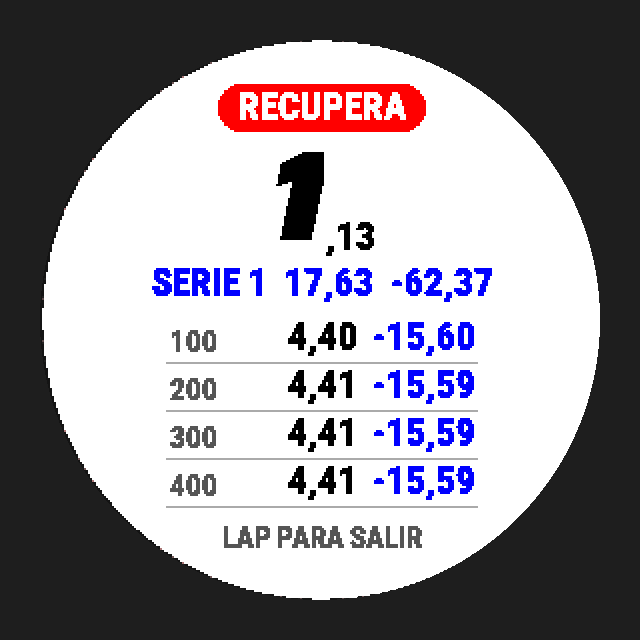 RECUPERA
1,13
SERIE 1 17,63 -62,37
100 4,40 -15,60
200 4,41 -15,59
300 4,41 -15,59
400 4,41 -15,59
LAP PARA SALIR